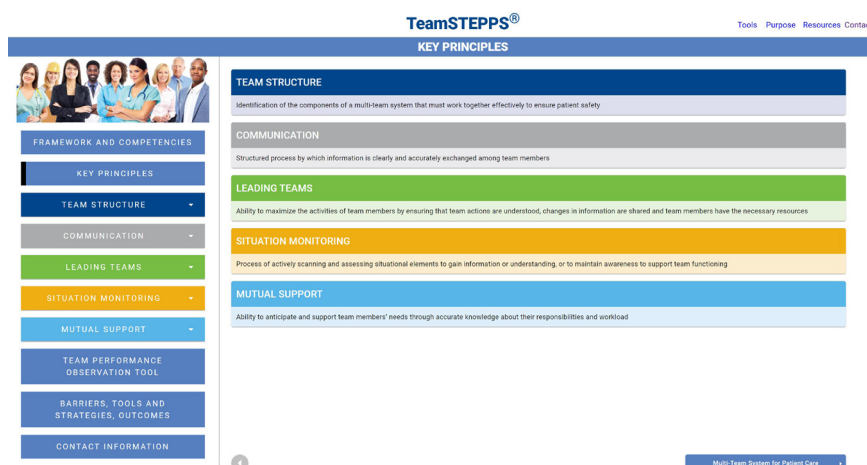 TeamSTEPPS®
Tools Purpose Resources Contac
KEY PRINCIPLES
FRAMEWORK AND COMPETENCIES
KEY PRINCIPLES
TEAM STRUCTURE
COMMUNICATION
LEADING TEAMS
SITUATION MONITORING
MUTUAL SUPPORT
TEAM PERFORMANCE
OBSERVATION TOOL
BARRIERS, TOOLS AND
STRATEGIES, OUTCOMES
CONTACT INFORMATION
TEAM STRUCTURE
Identification of the components of a multi-team system that must work together effectively to ensure patient safety
COMMUNICATION
Structured process by which information is clearly and accurately exchanged among team members
LEADING TEAMS
Ability to maximize the activities of team members by ensuring that team actions are understood, changes in information are shared and team members have the necessary resources
SITUATION MONITORING
Process of actively scanning and assessing situational elements to gain information or understanding, or to maintain awareness to support team functioning
MUTUAL SUPPORT
Ability to anticipate and support team members' needs through accurate knowledge about their responsibilities and workload
Multi-Team System for Patient Care